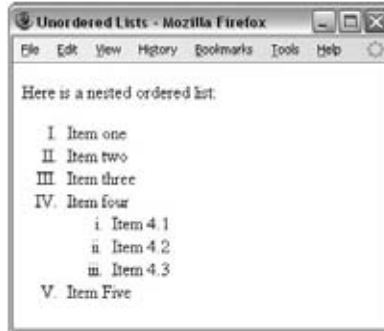 Unordered Lists - Mozilla Firefox
File Edit View History Bookmarks Tools Help
Here is a nested ordered list:
I. Item one
II. Item two
III. Item three
IV. Item four
i. Item 4.1
ii. Item 4.2
iii. Item 4.3
V. Item Five